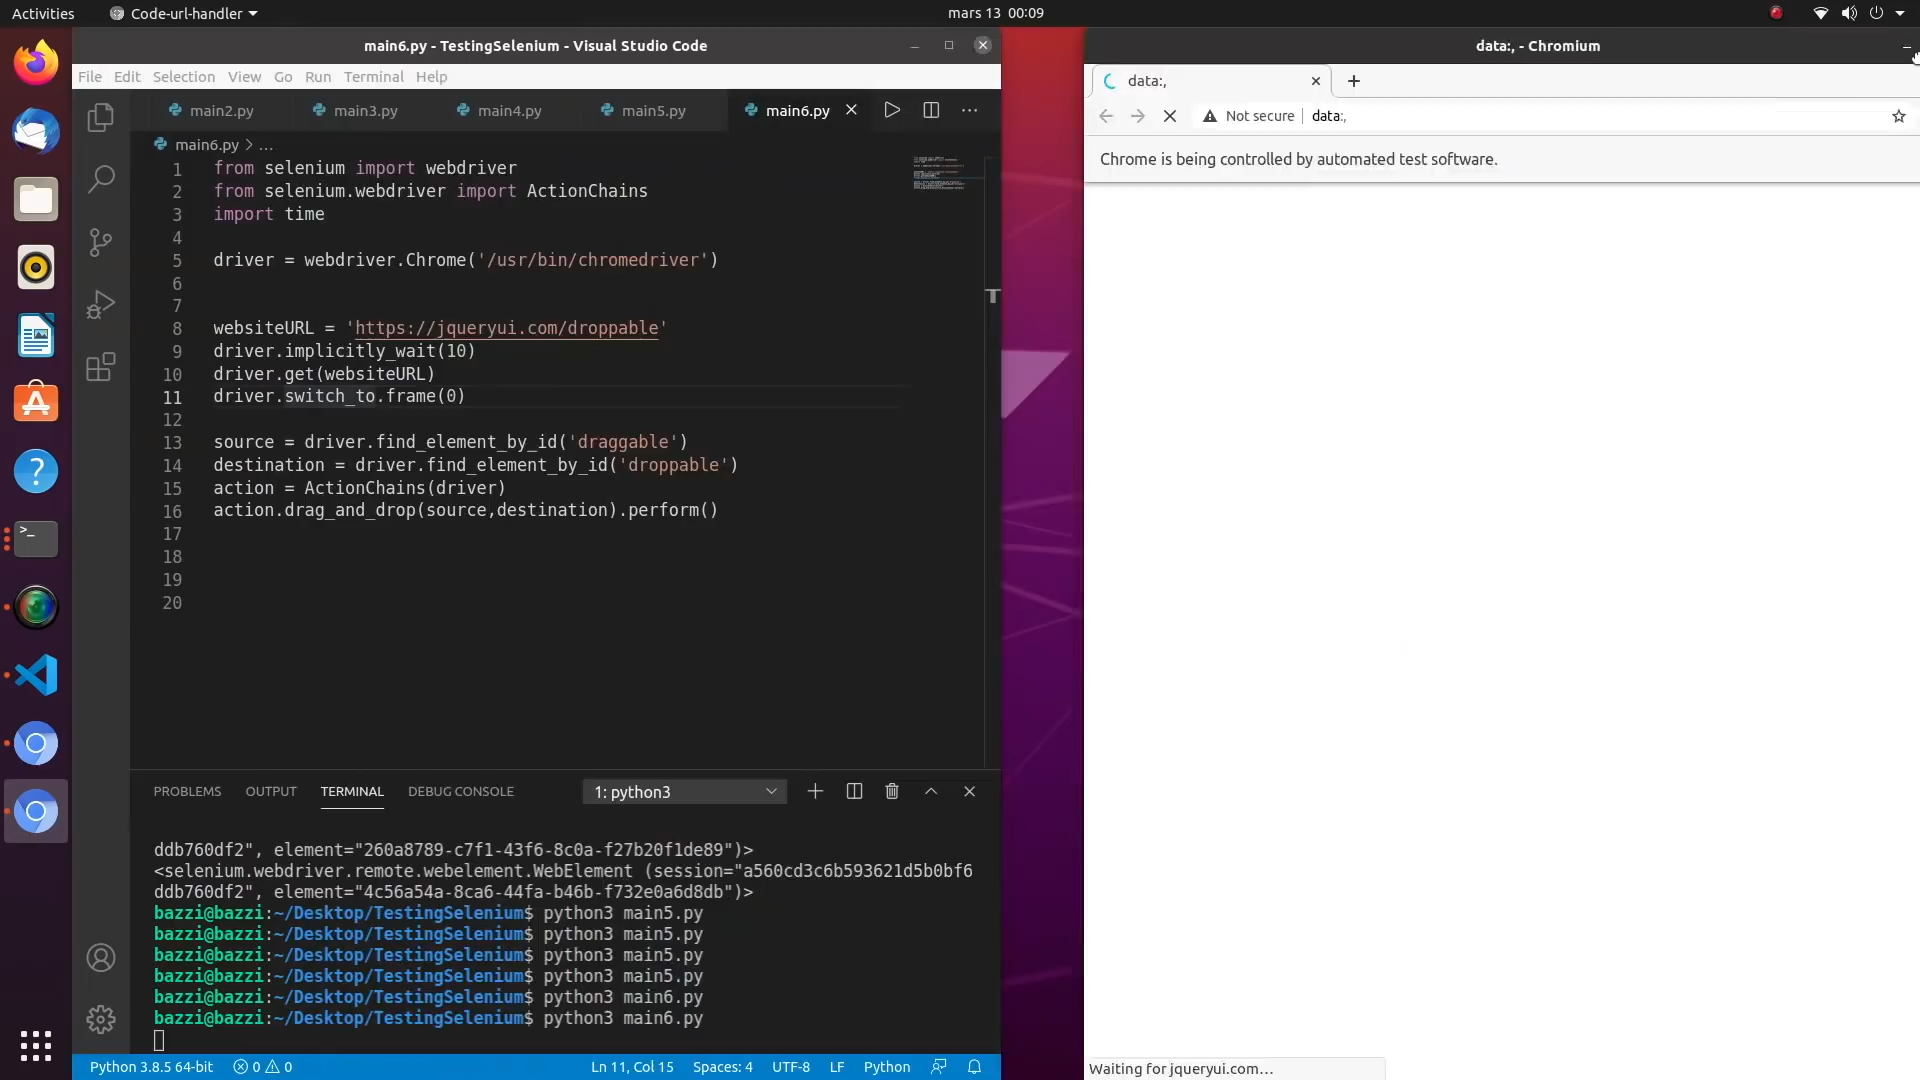 Activities
Code-url-handler
mars 13 00:09
main6.py - TestingSelenium - Visual Studio Code
File Edit Selection View Go Run Terminal Help
main2.py main3.py main4.py main5.py main6.py
main6.py > ...
1 from selenium import webdriver
2 from selenium.webdriver import ActionChains
3 import time
4
5 driver = webdriver.Chrome('/usr/bin/chromedriver')
6
7
8 websiteURL = 'https://jqueryui.com/droppable'
9 driver.implicitly_wait(10)
10 driver.get(websiteURL)
11 driver.switch_to.frame(0)
12
13 source = driver.find_element_by_id('draggable')
14 destination = driver.find_element_by_id('droppable')
15 action = ActionChains(driver)
16 action.drag_and_drop(source,destination).perform()
17
18
19
20
PROBLEMS OUTPUT TERMINAL DEBUG CONSOLE 1: python3
ddb760df2", element="260a8789-c7f1-43f6-8c0a-f27b20f1de89")>
<selenium.webdriver.remote.webelement.WebElement (session="a560cd3c6b593621d5b0bf6
ddb760df2", element="4c56a54a-8ca6-44fa-b46b-f732e0a6d8db")>
bazzi@bazzi:~/Desktop/TestingSelenium$ python3 main5.py
bazzi@bazzi:~/Desktop/TestingSelenium$ python3 main5.py
bazzi@bazzi:~/Desktop/TestingSelenium$ python3 main5.py
bazzi@bazzi:~/Desktop/TestingSelenium$ python3 main5.py
bazzi@bazzi:~/Desktop/TestingSelenium$ python3 main6.py
bazzi@bazzi:~/Desktop/TestingSelenium$ python3 main6.py
Python 3.8.5 64-bit 0 0 Ln 11, Col 15 Spaces: 4 UTF-8 LF Python
data:, - Chromium
data:,
Not secure | data:,
Chrome is being controlled by automated test software.
Waiting for jqueryui.com...